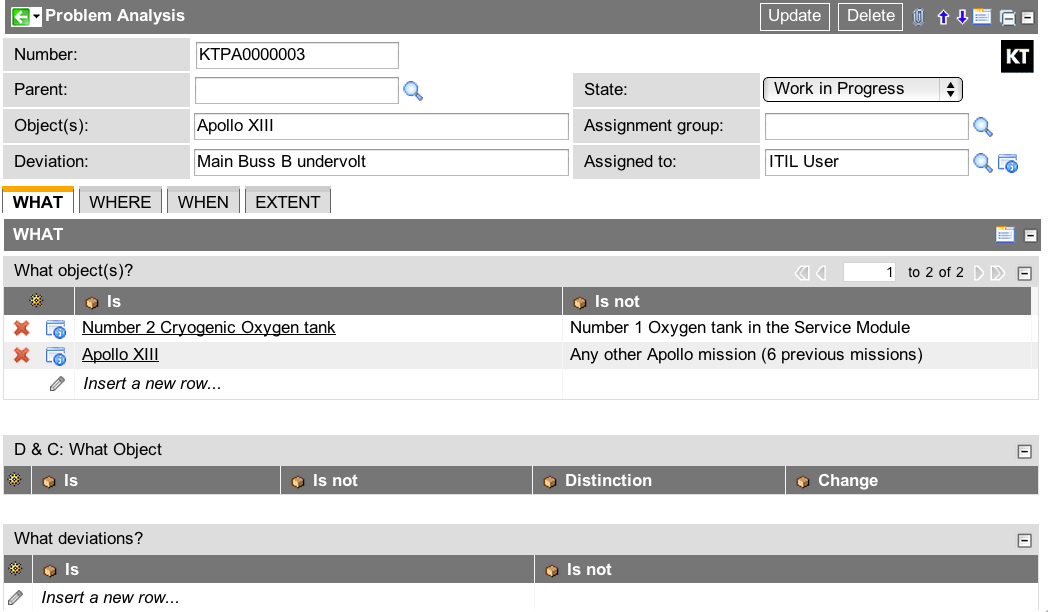 Problem Analysis Update Delete
Number: KTPA0000003 KT
Parent: State: Work in Progress
Object(s): Apollo XIII Assignment group:
Deviation: Main Buss B undervolt Assigned to: ITIL User
WHAT WHERE WHEN EXTENT
WHAT
What object(s)? 1 to 2 of 2
Is Is not
Number 2 Cryogenic Oxygen tank Number 1 Oxygen tank in the Service Module
Apollo XIII Any other Apollo mission (6 previous missions)
Insert a new row...
D & C: What Object
Is Is not Distinction Change
What deviations?
Is Is not
Insert a new row...